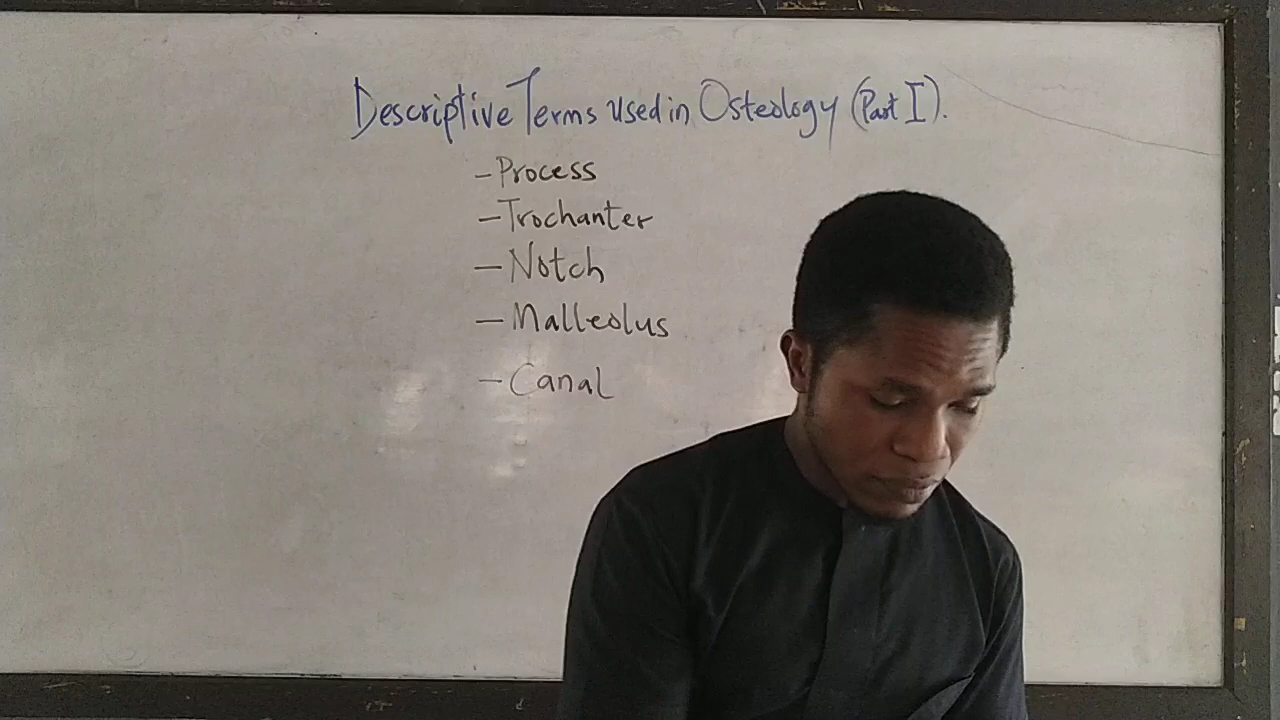 Descriptive Terms Used in Osteology (Part I).
- Process
- Trochanter
- Notch
- Malleolus
- Canal